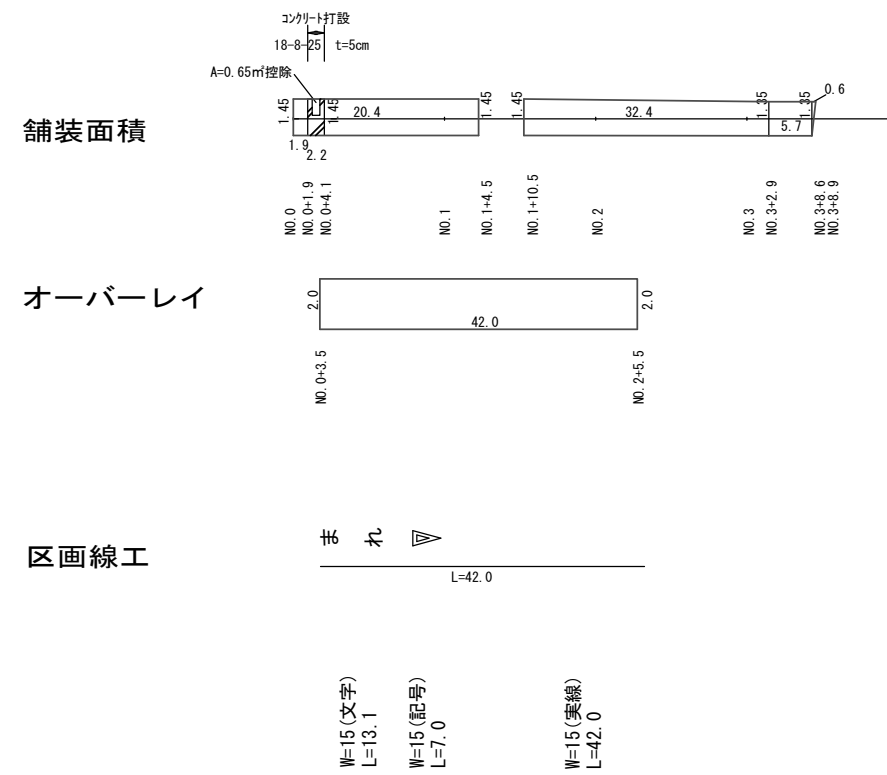 コンクリート打設
18-8-25 t=5cm
A=0.65㎡控除
舗装面積
1.45
1.45
20.4
1.45
1.45
32.4
1.35
1.35
0.6
5.7
1.9
2.2
NO.0
NO.0+1.9
NO.0+4.1
NO.1
NO.1+4.5
NO.1+10.5
NO.2
NO.3
NO.3+2.9
NO.3+8.6
NO.3+8.9
オーバーレイ
2.0
42.0
2.0
NO.0+3.5
NO.2+5.5
区画線工
まれ
L=42.0
W=15(文字)
L=13.1
W=15(記号)
L=7.0
W=15(実線)
L=42.0